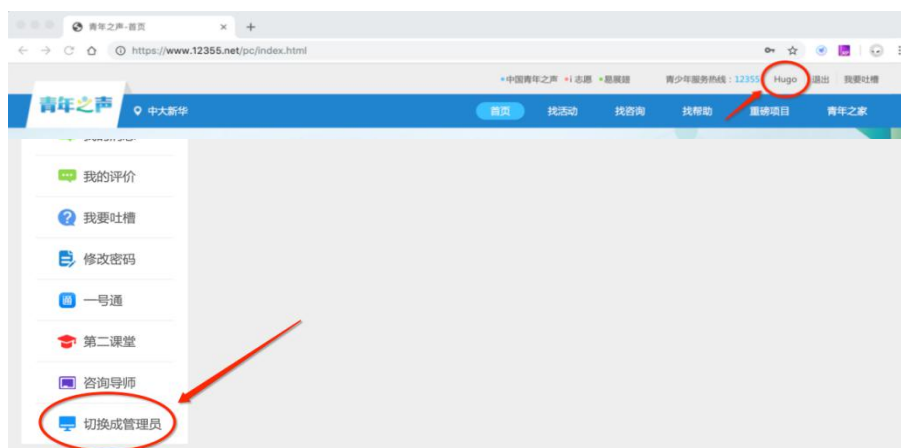 青年之声-首页
https://www.12355.net/pc/index.html
中国青年之声 i 志愿 易展翅 青少年服务热线：12355 Hugo 退出 我要吐槽
青年之声 中大新华 首页 找活动 找咨询 找帮助 重磅项目 青年之家
我的评价
我要吐槽
修改密码
一号通
第二课堂
咨询导师
切换成管理员